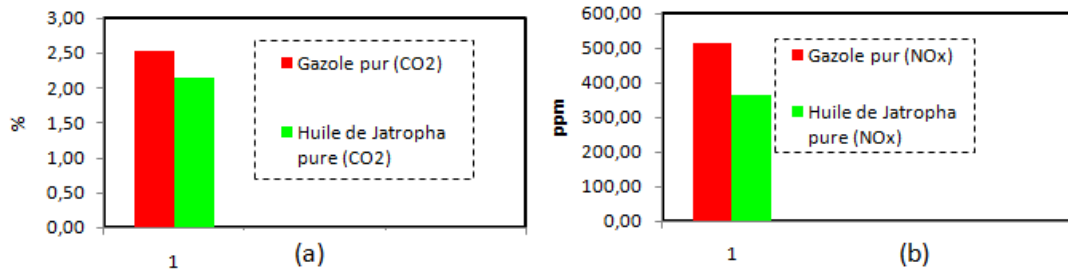 3,00
2,50
2,00
1,50
1,00
0,50
0,00
%
Gazole pur (CO2)
Huile de Jatropha
pure (CO2)
1
(a)
600,00
500,00
400,00
300,00
200,00
100,00
0,00
ppm
Gazole pur (NOx)
Huile de Jatropha
pure (NOx)
1
(b)